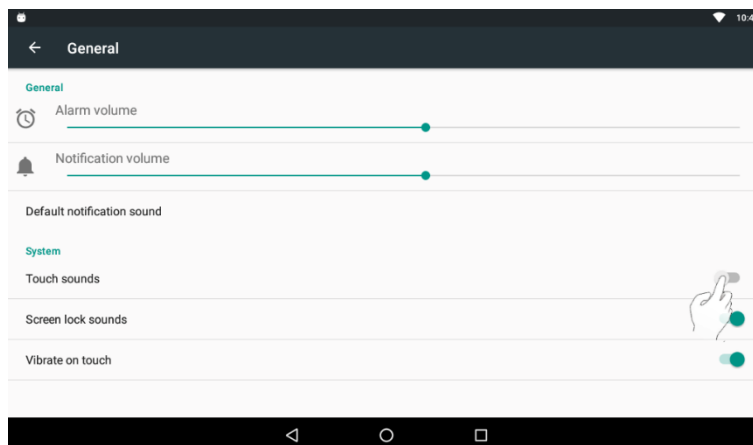 10:4
General
General
Alarm volume
Notification volume
Default notification sound
System
Touch sounds
Screen lock sounds
Vibrate on touch